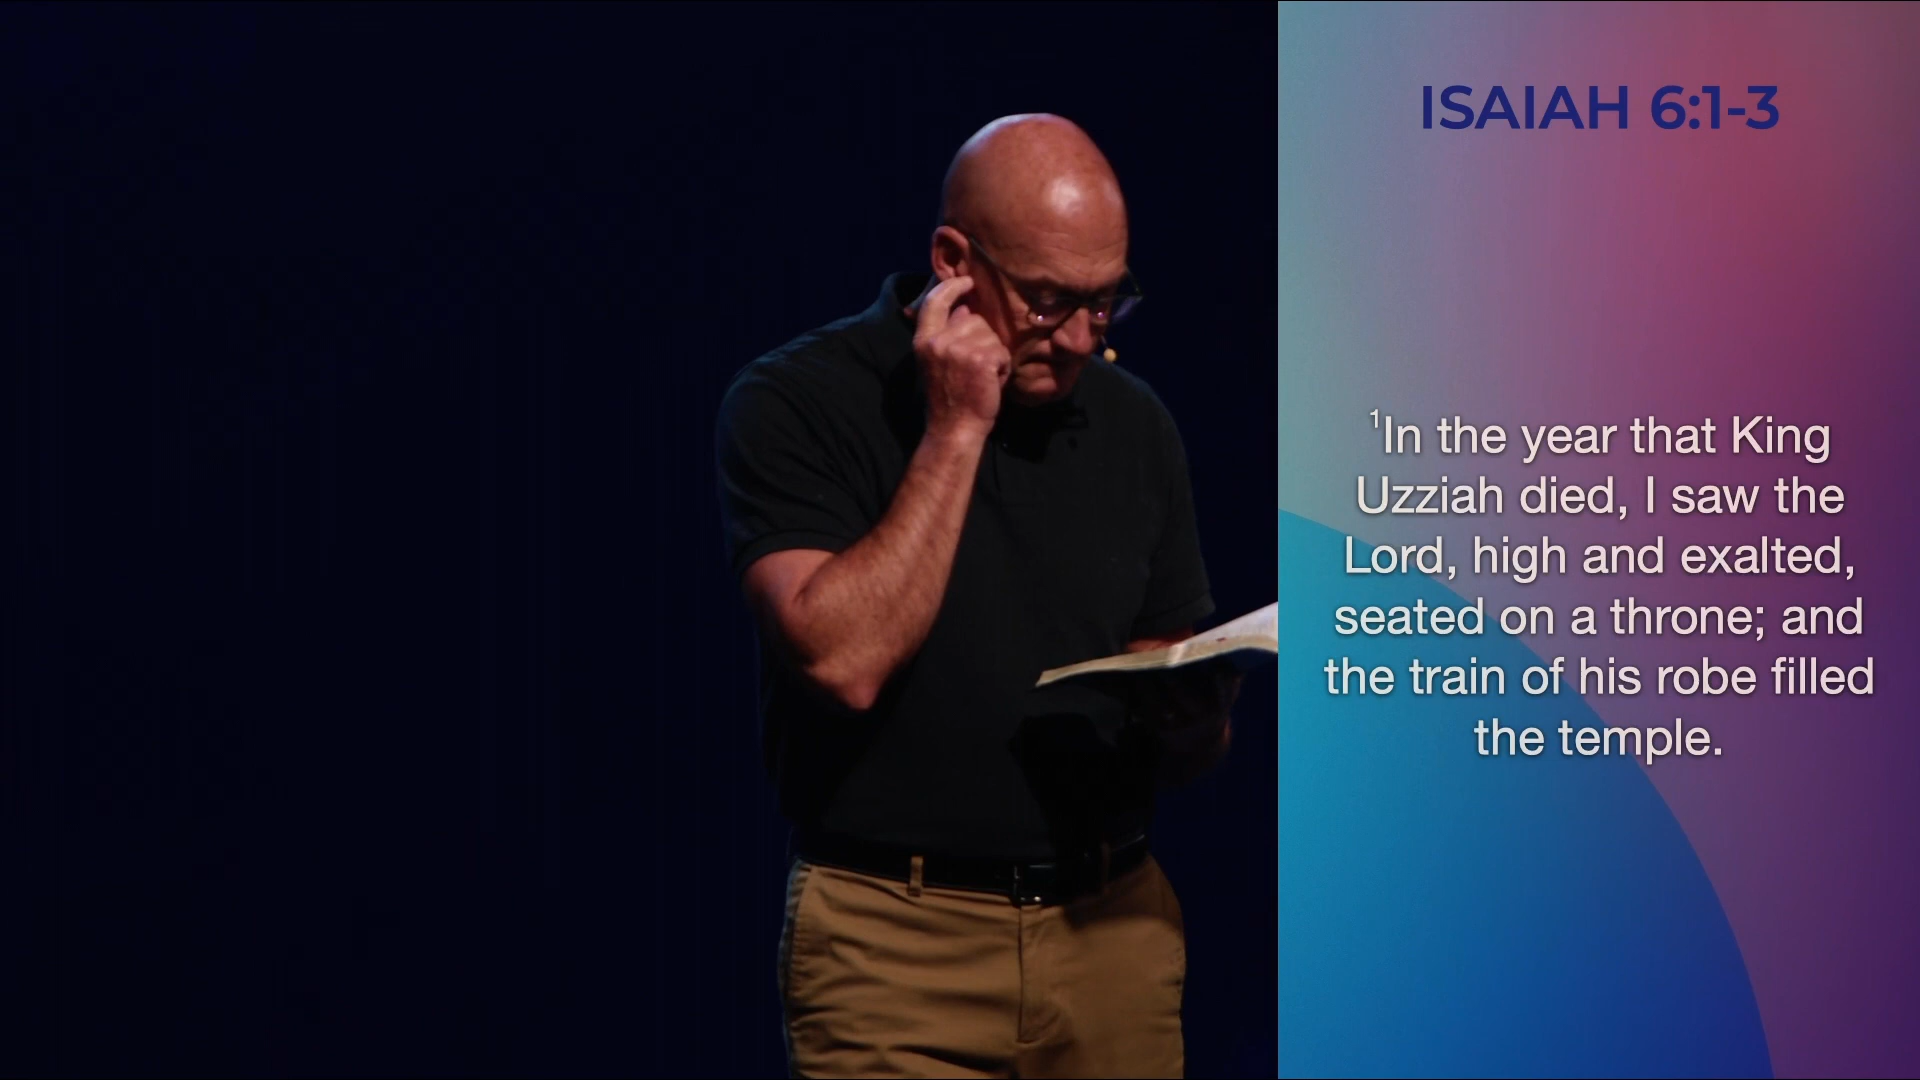 ISAIAH 6:1-3
¹In the year that King
Uzziah died, I saw the
Lord, high and exalted,
seated on a throne; and
the train of his robe filled
the temple.